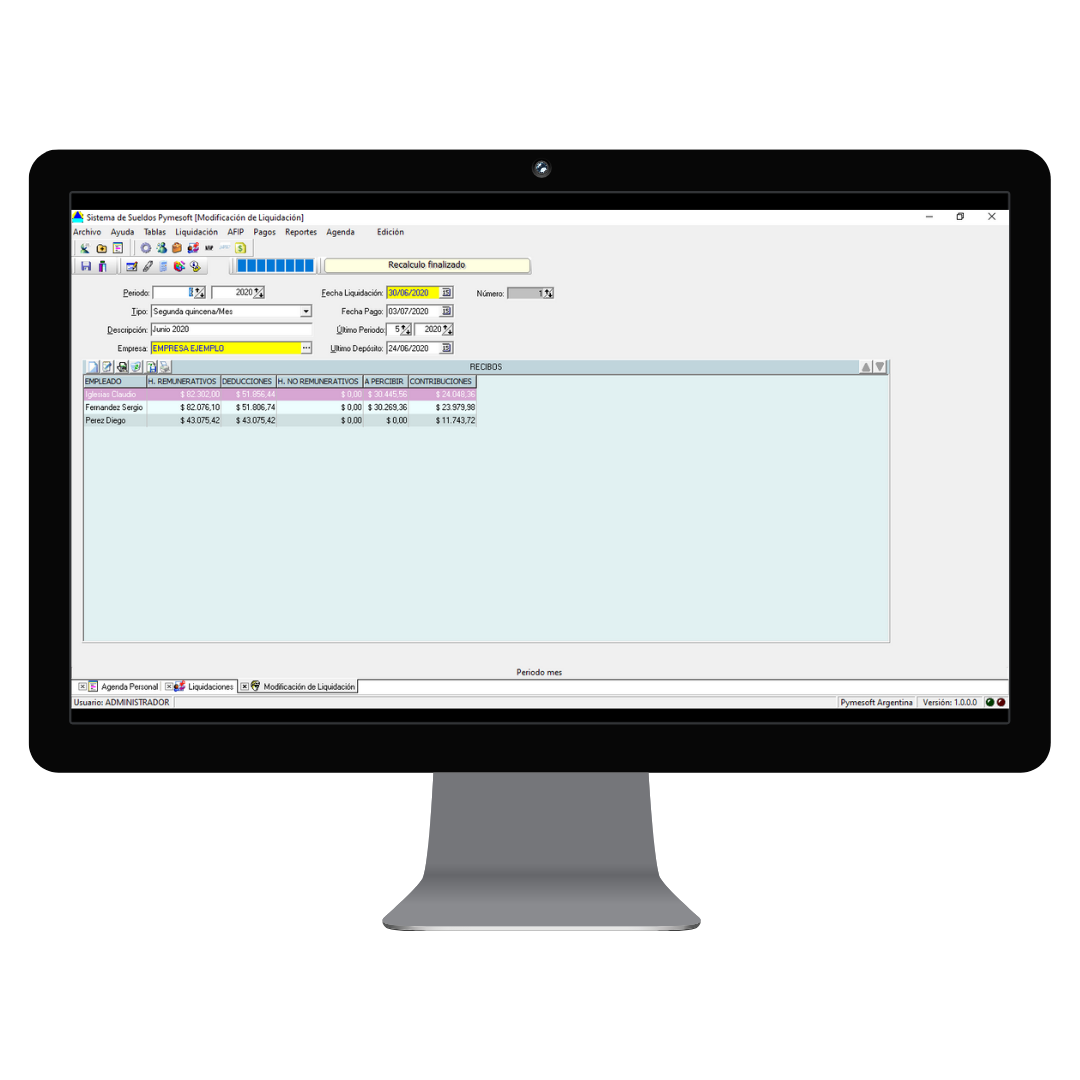 Sistema de Sueldos Pymesoft [Modificación de Liquidación]
Archivo Ayuda Tablas Liquidación AFIP Pagos Reportes Agenda Edición
Recalculo finalizado
Periodo: 2020 Fecha Liquidación: 30/06/2020 Número: 1
Tipo: Segunda quincena/Mes Fecha Pago: 03/07/2020
Descripción: Junio 2020 Último Periodo: 5 2020
Empresa: EMPRESA EJEMPLO Ultimo Depósito: 24/06/2020
RECIBOS
EMPLEADO H. REMUNERATIVOS DEDUCCIONES H. NO REMUNERATIVOS A PERCIBIR CONTRIBUCIONES
Iglesias Claudio $ 82.302,00 $ 51.856,44 $ 0,00 $ 30.445,56 $ 24.048,36
Fernandez Sergio $ 82.076,10 $ 51.806,74 $ 0,00 $ 30.269,36 $ 23.979,98
Perez Diego $ 43.075,42 $ 43.075,42 $ 0,00 $ 0,00 $ 11.743,72
Periodo mes
Agenda Personal Liquidaciones Modificación de Liquidación
Usuario: ADMINISTRADOR Pymesoft Argentina Versión: 1.0.0.0